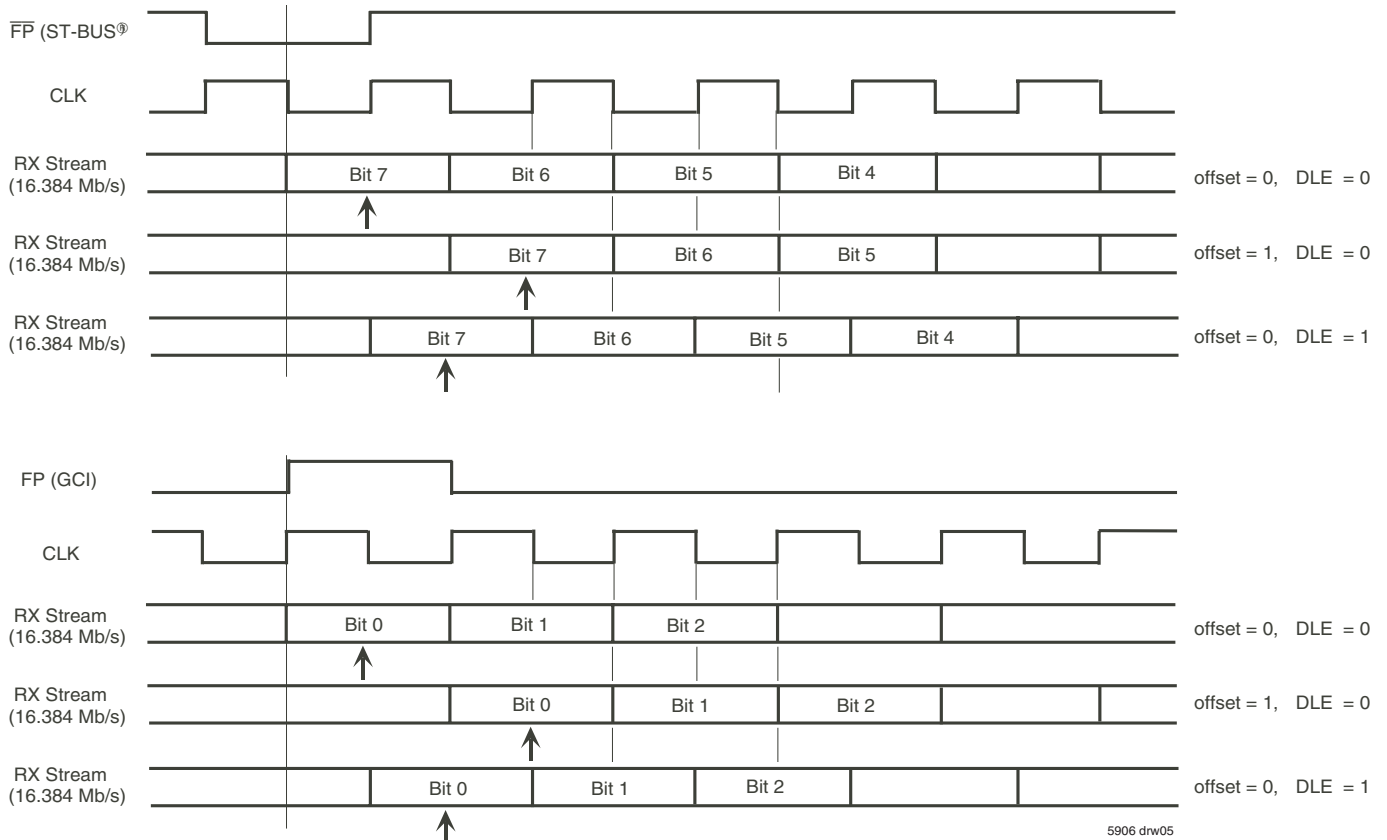 FP (ST-BUS®
CLK
RX Stream
(16.384 Mb/s)
Bit 7 Bit 6 Bit 5 Bit 4
offset = 0, DLE = 0
RX Stream
(16.384 Mb/s)
Bit 7 Bit 6 Bit 5
offset = 1, DLE = 0
RX Stream
(16.384 Mb/s)
Bit 7 Bit 6 Bit 5 Bit 4
offset = 0, DLE = 1
FP (GCI)
CLK
RX Stream
(16.384 Mb/s)
Bit 0 Bit 1 Bit 2
offset = 0, DLE = 0
RX Stream
(16.384 Mb/s)
Bit 0 Bit 1 Bit 2
offset = 1, DLE = 0
RX Stream
(16.384 Mb/s)
Bit 0 Bit 1 Bit 2
offset = 0, DLE = 1
5906 drw05